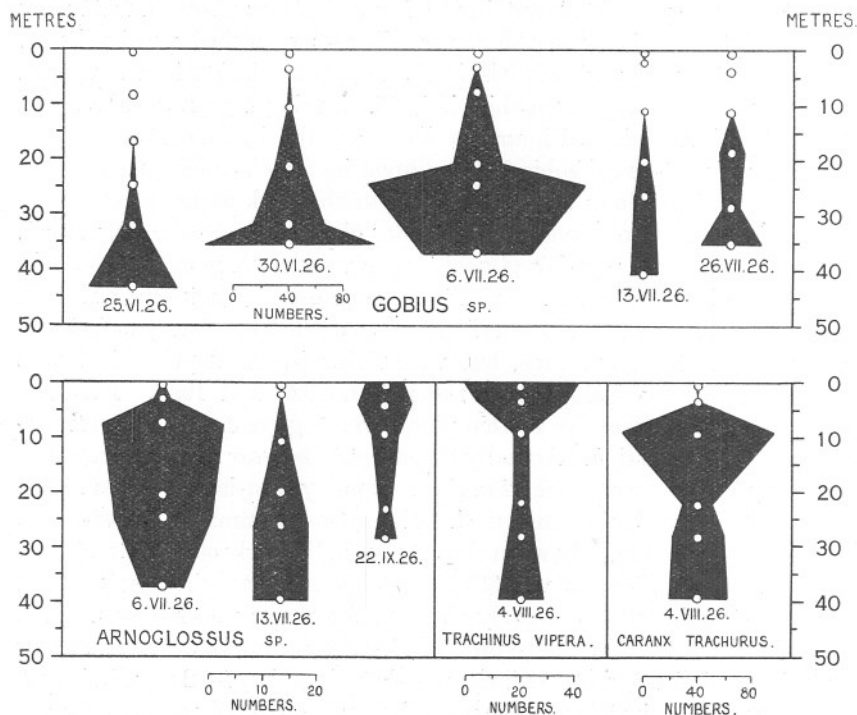 METRES METRES.
0 0
10 10
20 20
30 30
40 40
50 50
25.VI.26. 30.VI.26. 6.VII.26. 13.VII.26. 26.VII.26.
0 40 80
NUMBERS. GOBIUS SP.
0 0
10 10
20 20
30 30
40 40
50 50
6.VII.26. 13.VII.26. 22.IX.26. 4.VIII.26. 4.VIII.26.
ARNOGLOSSUS SP. TRACHINUS VIPERA. CARANX TRACHURUS.
0 10 20 0 20 40 0 40 80
NUMBERS. NUMBERS. NUMBERS.